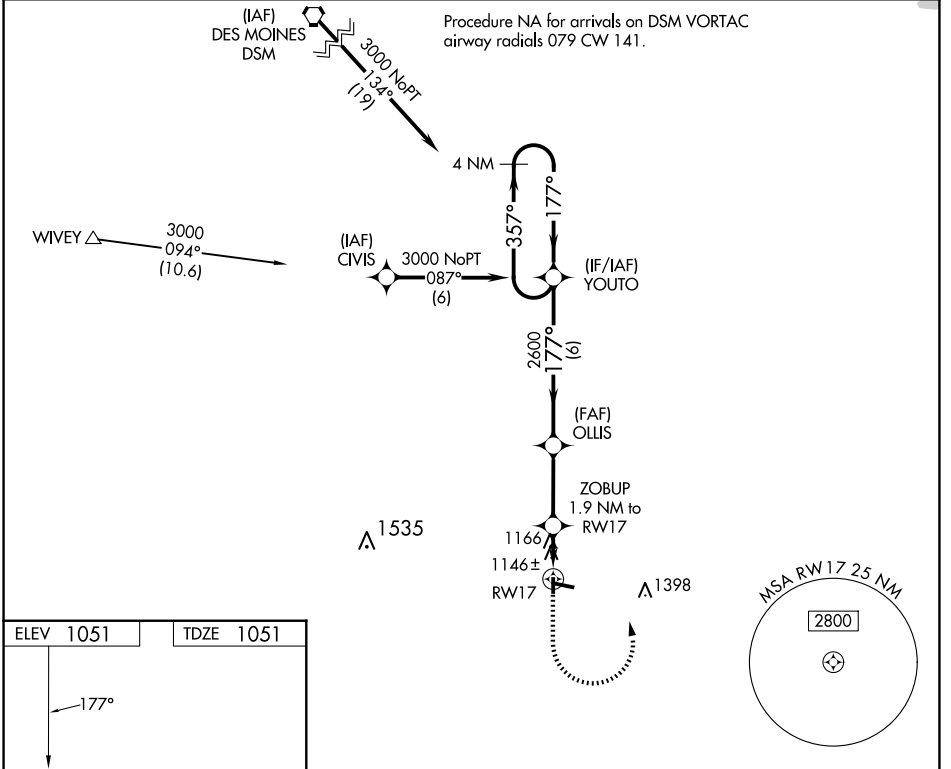 (IAF)
DES MOINES
DSM
Procedure NA for arrivals on DSM VORTAC
airway radials 079 CW 141.
3000 NoPT
134°
(19)
4 NM
357°
177°
WIVEY
3000
094°
(10.6)
(IAF)
CIVIS
3000 NoPT
087°
(6)
(IF/IAF)
YOUTO
2600
177°
(6)
(FAF)
OLLIS
ZOBUP
1.9 NM to
RW17
1535
1166
1146±
RW17
1398
MSA RW17 25 NM
2800
ELEV 1051
TDZE 1051
177°